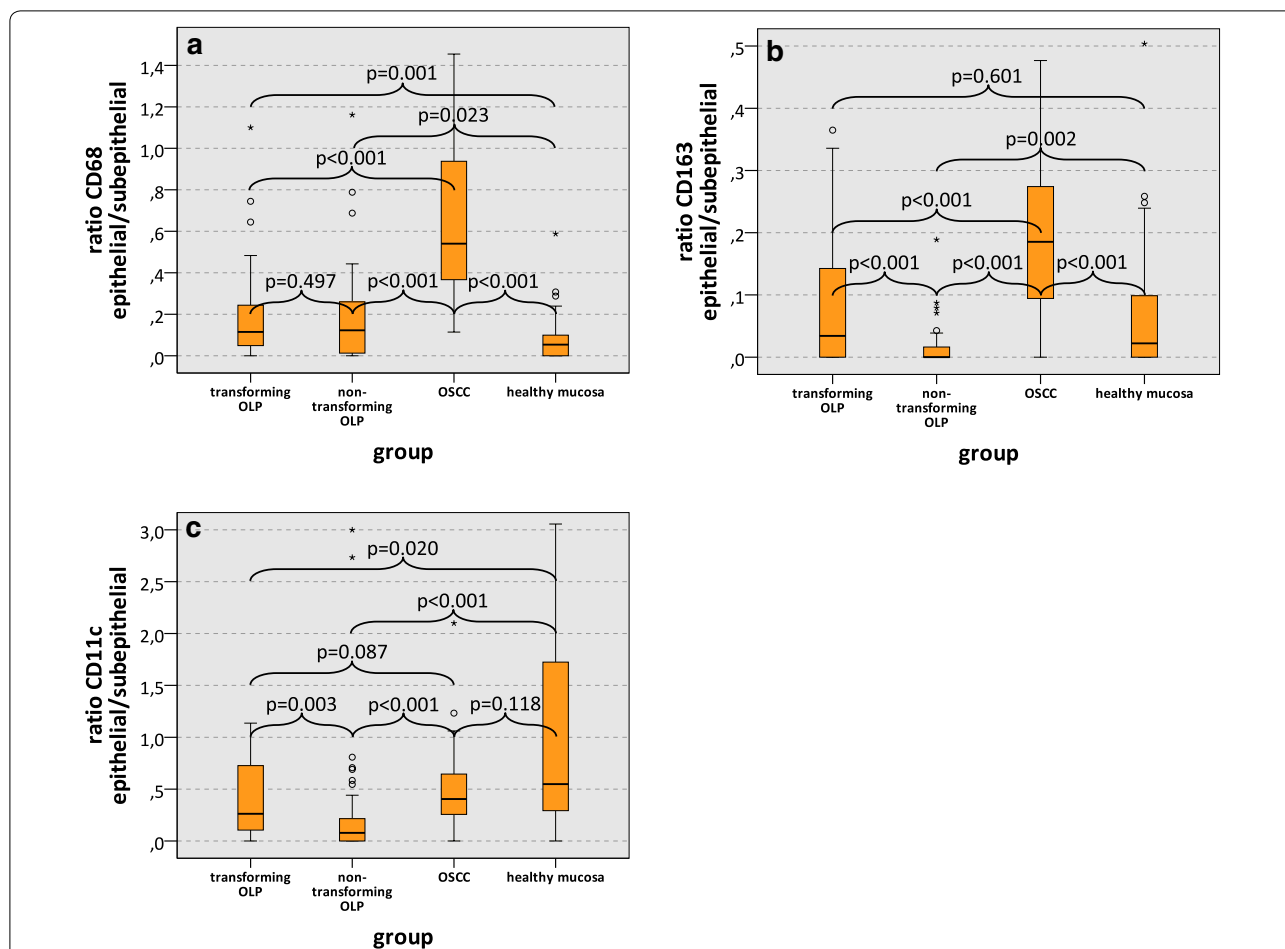 a
ratio CD68
epithelial/subepithelial
1,4
1,2
1,0
,8
,6
,4
,2
,0
p=0.001
p=0.023
p<0.001
p=0.497
p<0.001
p<0.001
transforming
OLP
non-
transforming
OLP
OSCC
healthy mucosa
group
b
ratio CD163
epithelial/subepithelial
,5
,4
,3
,2
,1
,0
p=0.601
p=0.002
p<0.001
p<0.001
p<0.001
p<0.001
transforming
OLP
non-
transforming
OLP
OSCC
healthy mucosa
group
c
ratio CD11c
epithelial/subepithelial
3,0
2,5
2,0
1,5
1,0
,5
,0
p=0.020
p<0.001
p=0.087
p=0.003
p<0.001
p=0.118
transforming
OLP
non-
transforming
OLP
OSCC
healthy mucosa
group